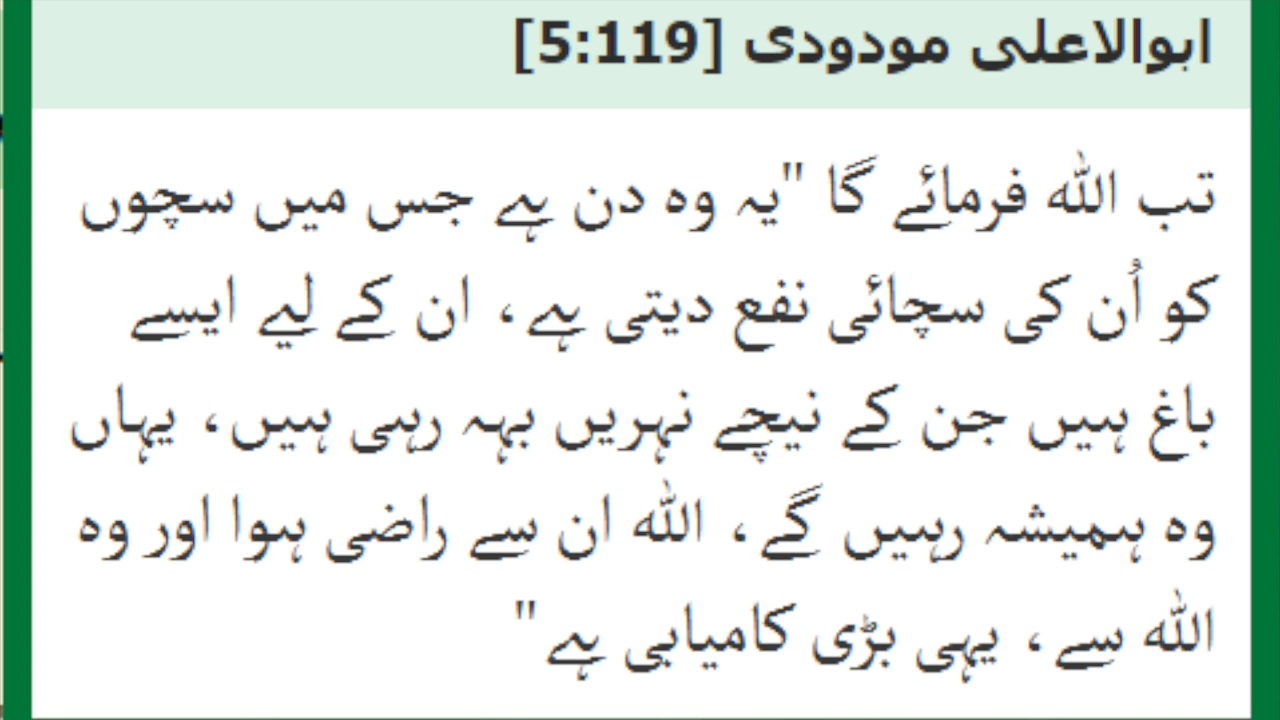 ابوالاعلی مودودی [5:119]
تب اللہ فرمائے گا "یہ وہ دن ہے جس میں سچوں
کو اُن کی سچائی نفع دیتی ہے، ان کے لیے ایسے
باغ ہیں جن کے نیچے نہریں بہہ رہی ہیں، یہاں
وہ ہمیشہ رہیں گے، اللہ ان سے راضی ہوا اور وہ
اللہ سے، یہی بڑی کامیابی ہے"